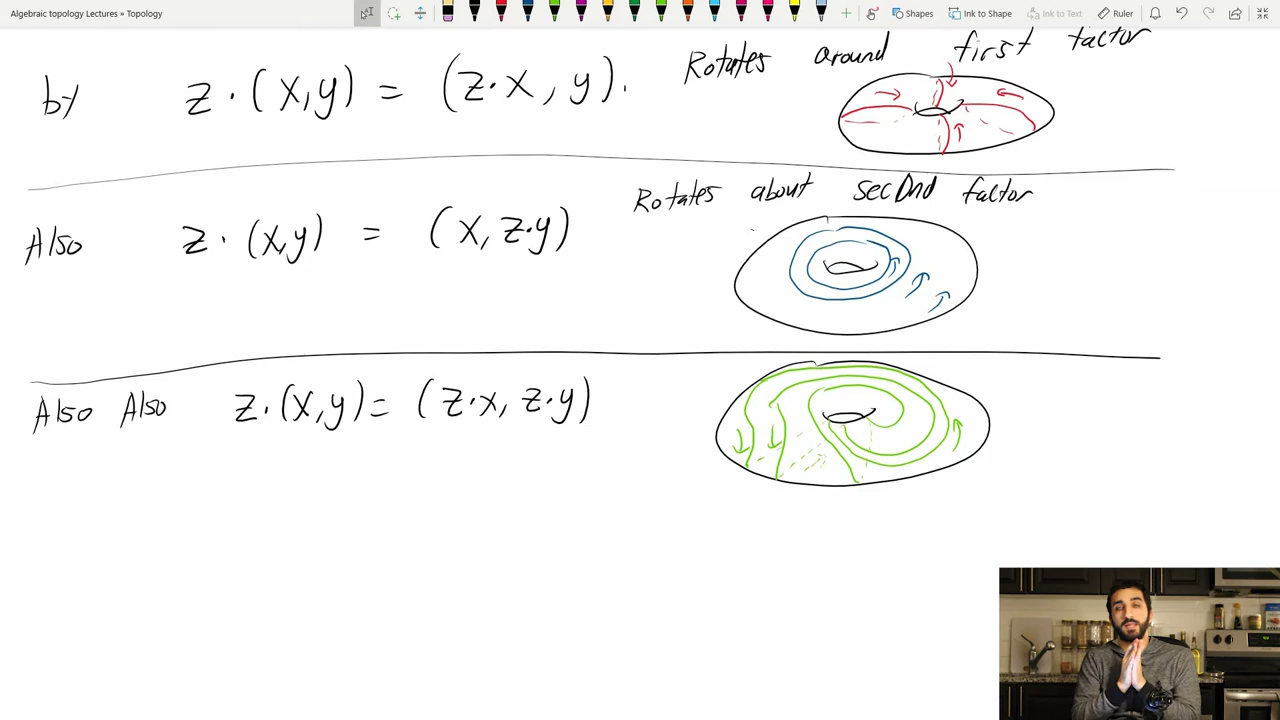 Algebraic topology Lectures » Topology
Shapes Ink to Shape Ink to Text Ruler
by z · (x,y) = (z·x, y). Rotates around first factor
Rotates about second factor
Also z · (x,y) = (x, z·y)
Also Also z·(x,y) = (z·x, z·y)